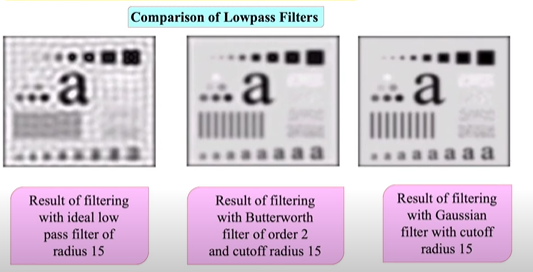 Comparison of Lowpass Filters
a
a
a
a a a a a a a a
a a a a a a a
a a a a a a a a
Result of filtering
with ideal low
pass filter of
radius 15
Result of filtering
with Butterworth
filter of order 2
and cutoff radius 15
Result of filtering
with Gaussian
filter with cutoff
radius 15